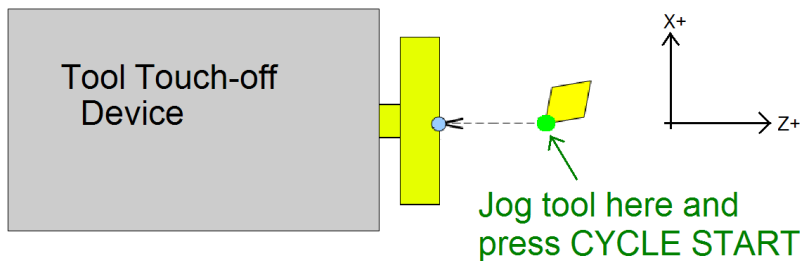 Tool Touch-off
Device
X+
Z+
Jog tool here and
press CYCLE START